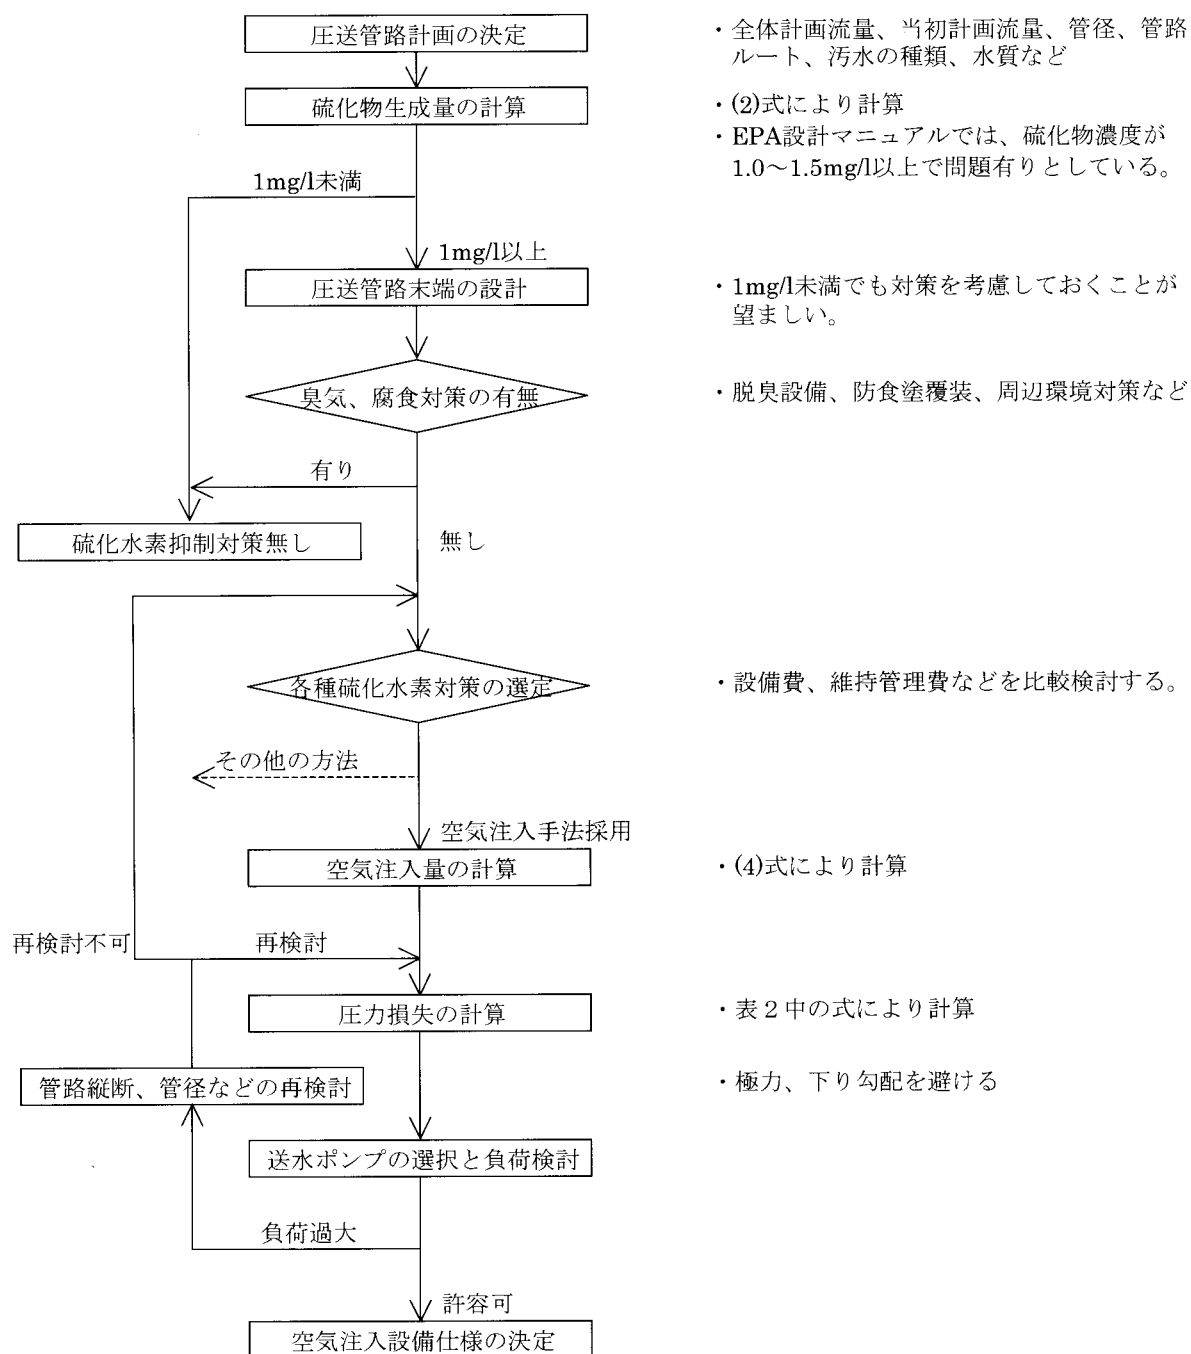 圧送管路計画の決定
・全体計画流量、当初計画流量、管径、管路
ルート、汚水の種類、水質など
硫化物生成量の計算
・(2)式により計算
・EPA設計マニュアルでは、硫化物濃度が
1.0～1.5mg/l以上で問題有りとしている。
1mg/l未満
1mg/l以上
圧送管路末端の設計
・1mg/l未満でも対策を考慮しておくことが
望ましい。
臭気、腐食対策の有無
・脱臭設備、防食塗覆装、周辺環境対策など
有り
硫化水素抑制対策無し
無し
各種硫化水素対策の選定
・設備費、維持管理費などを比較検討する。
その他の方法
空気注入手法採用
空気注入量の計算
・(4)式により計算
再検討不可
再検討
圧力損失の計算
・表２中の式により計算
管路縦断、管径などの再検討
・極力、下り勾配を避ける
送水ポンプの選択と負荷検討
負荷過大
許容可
空気注入設備仕様の決定